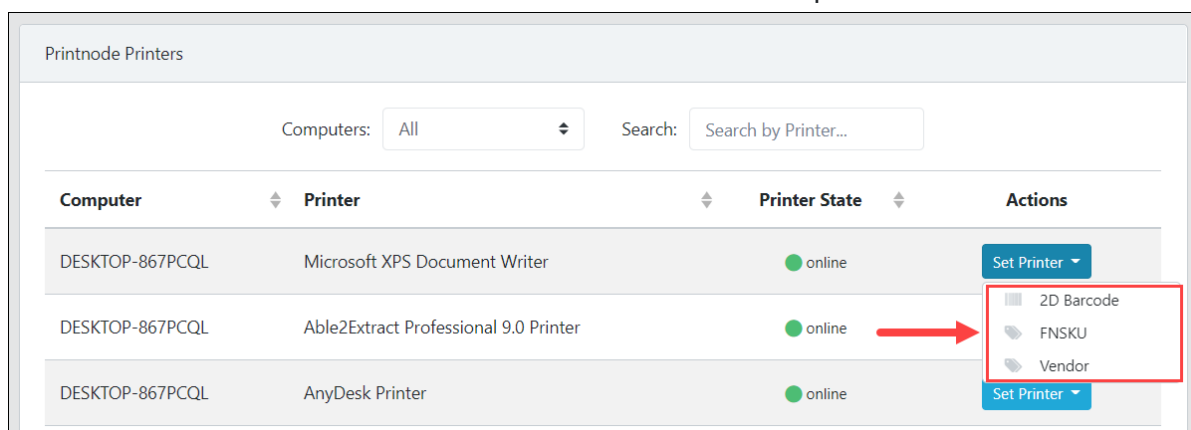 Printnode Printers
Computers: All Search: Search by Printer...
Computer Printer Printer State Actions
DESKTOP-867PCQL Microsoft XPS Document Writer online Set Printer
2D Barcode
DESKTOP-867PCQL Able2Extract Professional 9.0 Printer online FNSKU
Vendor
DESKTOP-867PCQL AnyDesk Printer online Set Printer